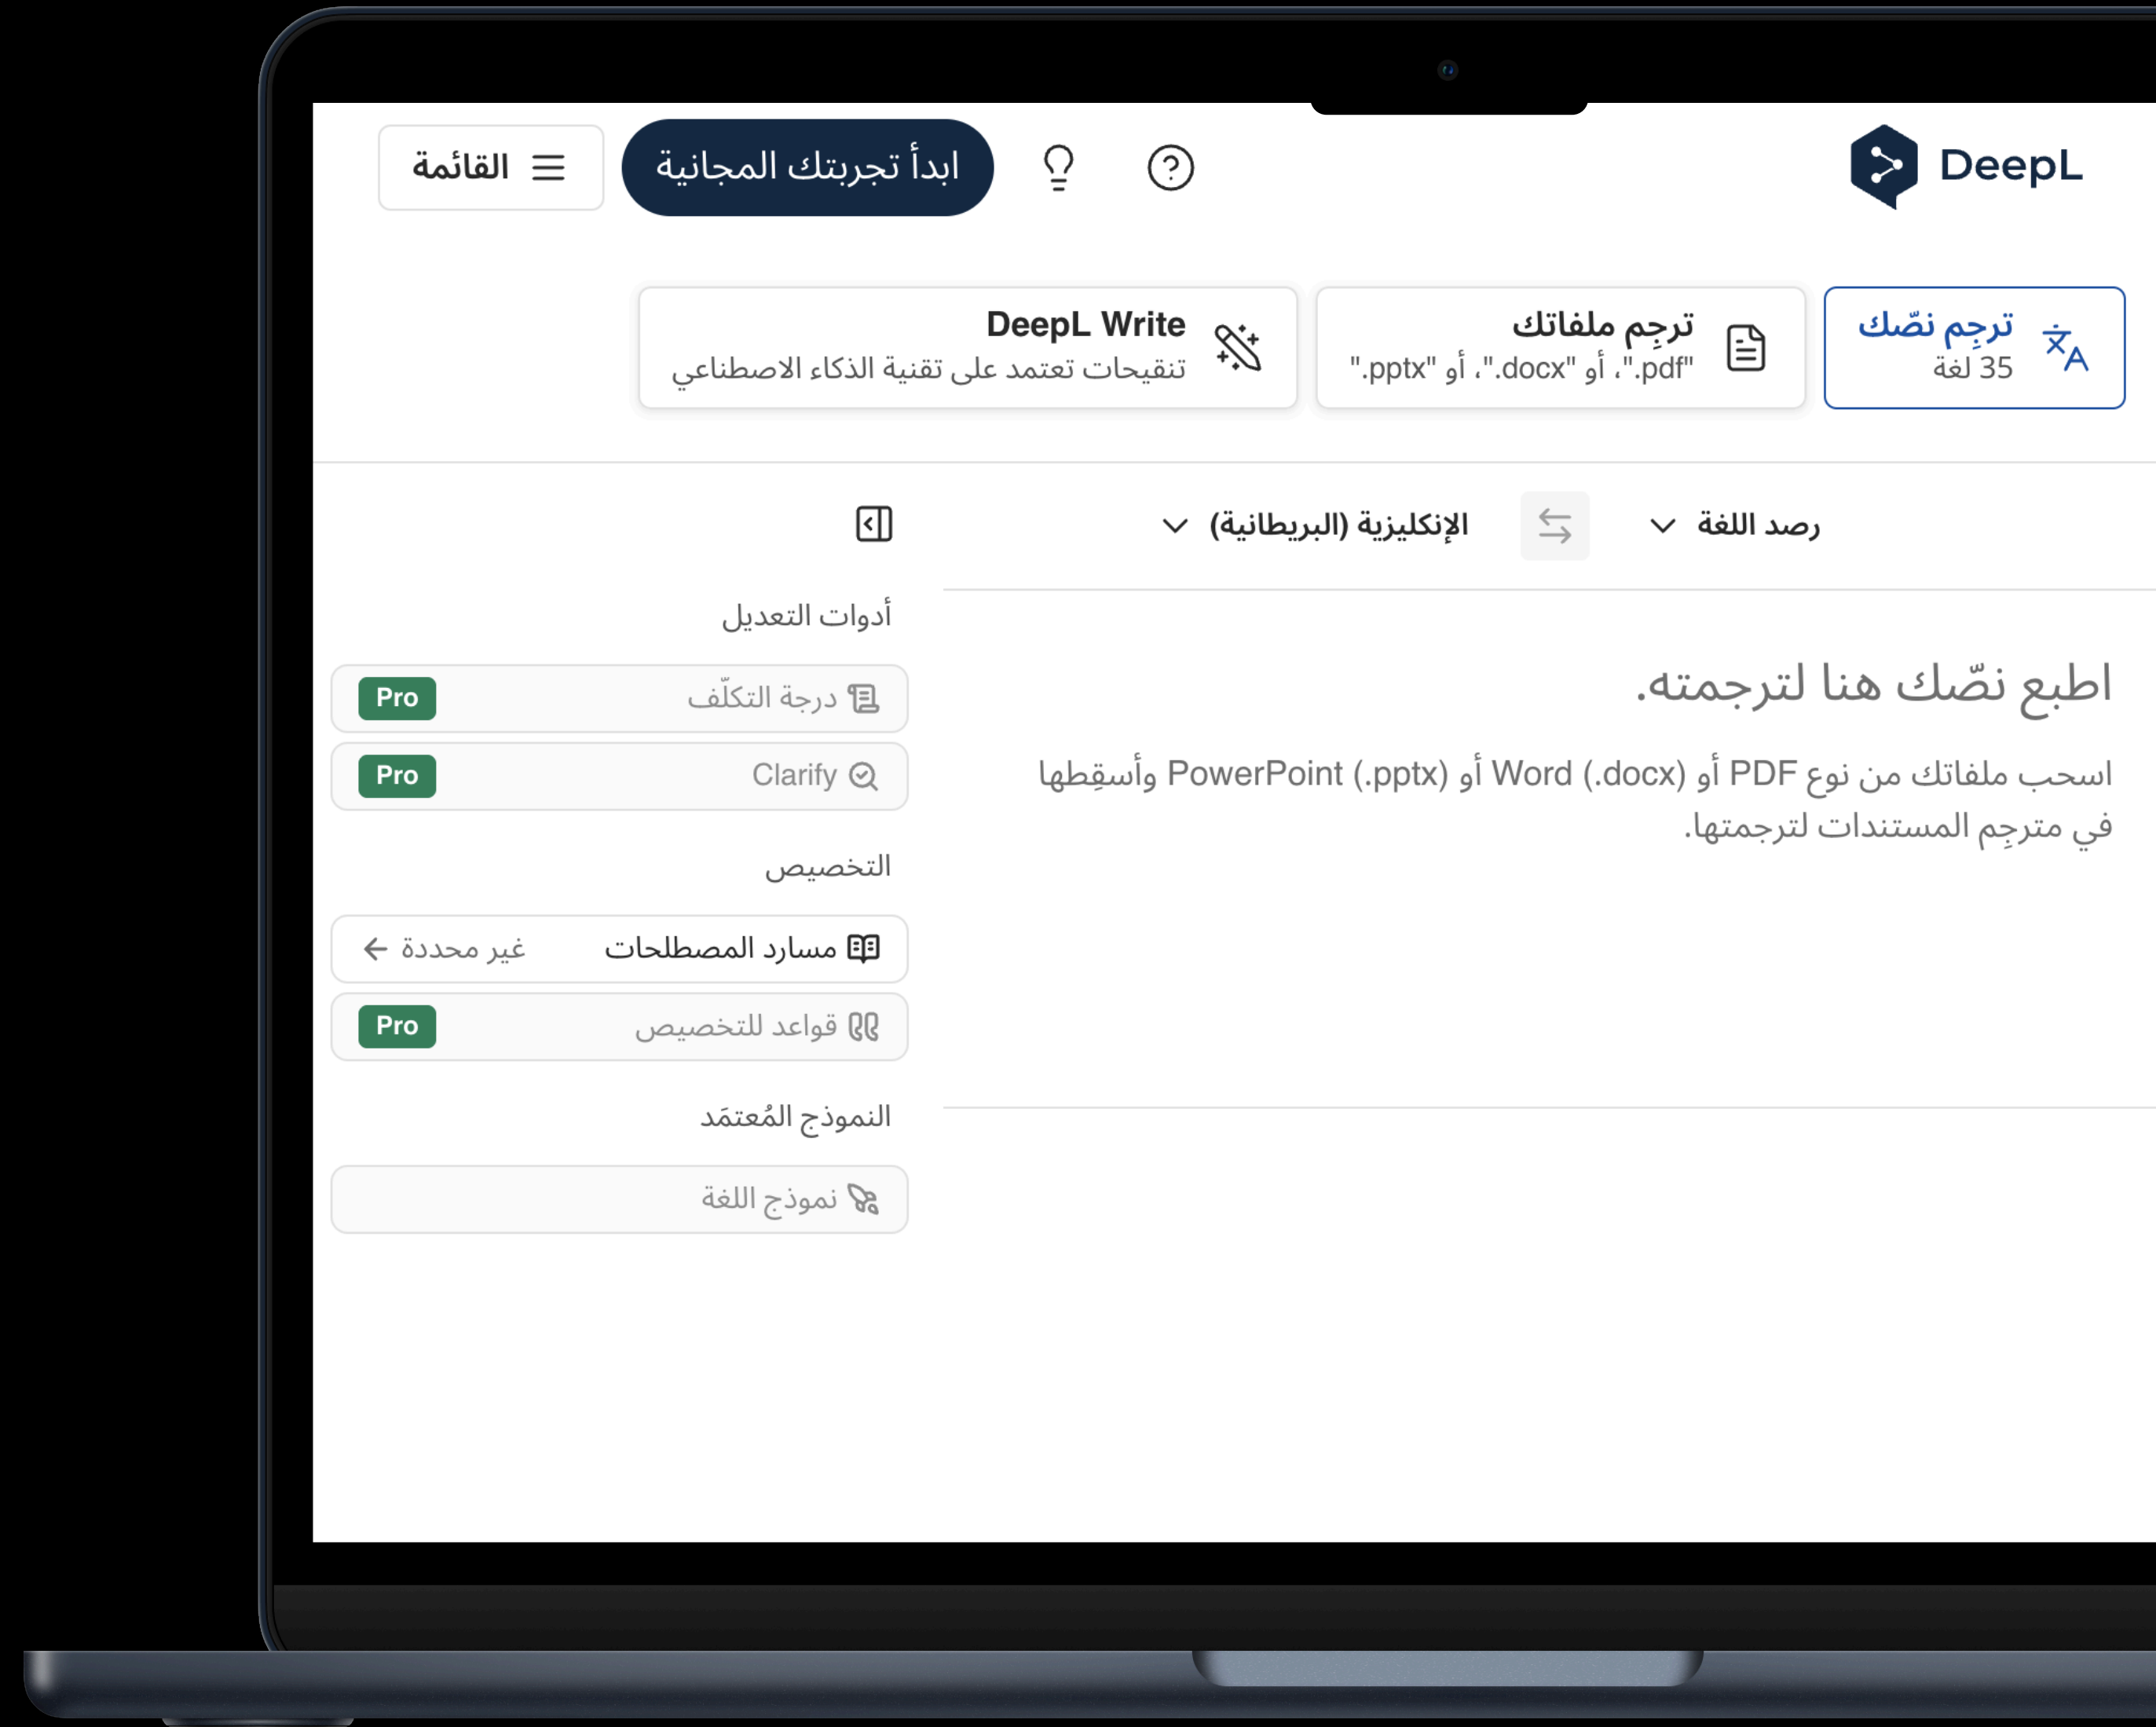 DeepL
ابدأ تجربتك المجانية
القائمة
ترجِم نصّك
35 لغة
ترجِم ملفاتك
"pdf."، أو "docx."، أو "pptx."
DeepL Write
تنقيحات تعتمد على تقنية الذكاء الاصطناعي
رصد اللغة
الإنكليزية (البريطانية)
اطبع نصّك هنا لترجمته.
اسحب ملفاتك من نوع PDF أو Word (.docx) أو PowerPoint (.pptx) وأسقِطها
في مترجِم المستندات لترجمتها.
أدوات التعديل
درجة التكلّف Pro
Clarify Pro
التخصيص
مسارد المصطلحات غير محددة
قواعد للتخصيص Pro
النموذج المُعتمَد
نموذج اللغة